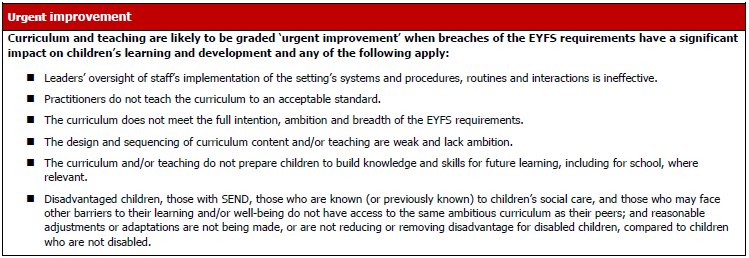 Urgent improvement
Curriculum and teaching are likely to be graded ‘urgent improvement’ when breaches of the EYFS requirements have a significant
impact on children’s learning and development and any of the following apply:
■ Leaders’ oversight of staff’s implementation of the setting’s systems and procedures, routines and interactions is ineffective.
■ Practitioners do not teach the curriculum to an acceptable standard.
■ The curriculum does not meet the full intention, ambition and breadth of the EYFS requirements.
■ The design and sequencing of curriculum content and/or teaching are weak and lack ambition.
■ The curriculum and/or teaching do not prepare children to build knowledge and skills for future learning, including for school, where
relevant.
■ Disadvantaged children, those with SEND, those who are known (or previously known) to children’s social care, and those who may face
other barriers to their learning and/or well-being do not have access to the same ambitious curriculum as their peers; and reasonable
adjustments or adaptations are not being made, or are not reducing or removing disadvantage for disabled children, compared to children
who are not disabled.